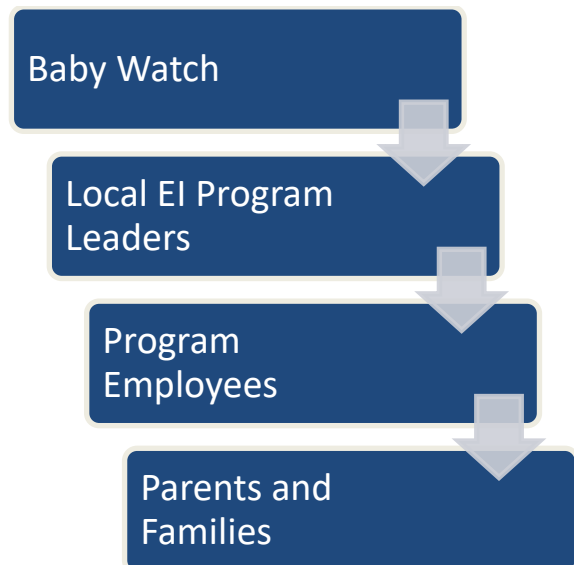 Baby Watch
Local EI Program
Leaders
Program
Employees
Parents and
Families